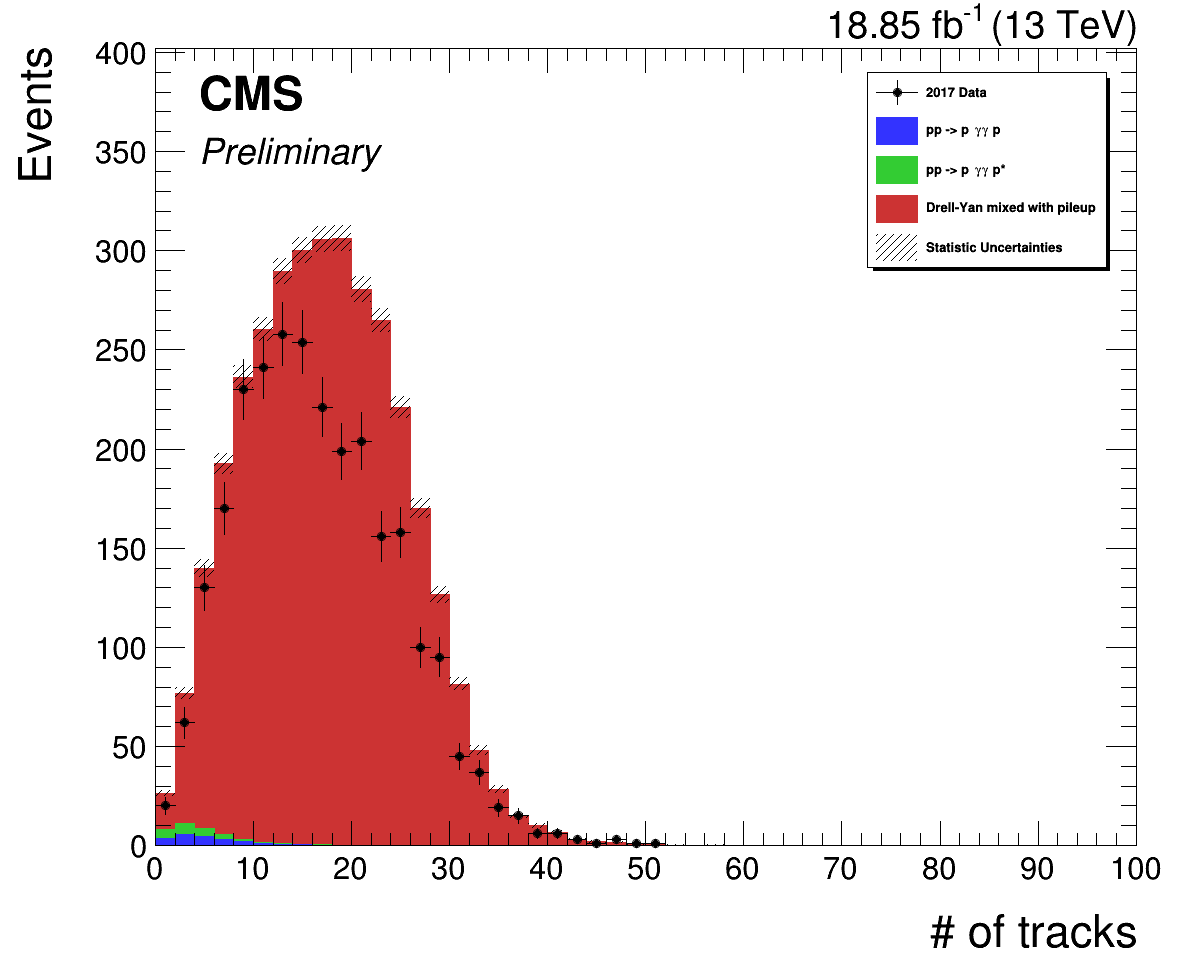 18.85 fb⁻¹ (13 TeV)
Events
400
350
300
250
200
150
100
50
0
CMS
Preliminary
2017 Data
pp -> p γγ p
pp -> p γγ p*
Drell-Yan mixed with pileup
Statistic Uncertainties
0 10 20 30 40 50 60 70 80 90 100
# of tracks